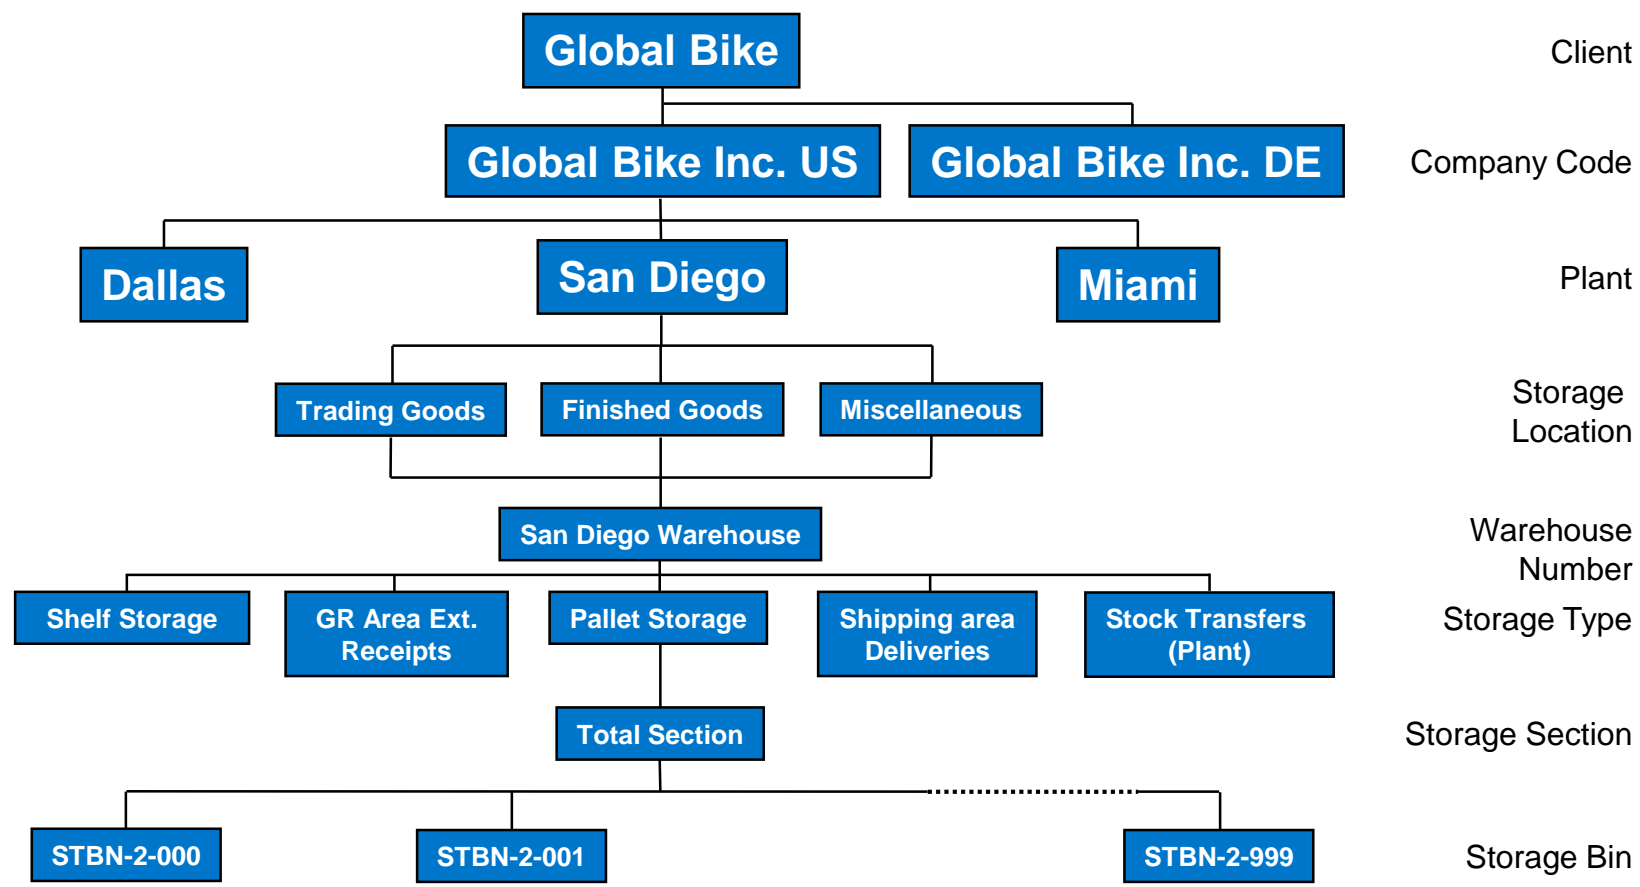 Global Bike
Client
Global Bike Inc. US
Global Bike Inc. DE
Company Code
Dallas
San Diego
Miami
Plant
Trading Goods
Finished Goods
Miscellaneous
Storage
Location
San Diego Warehouse
Warehouse
Number
Shelf Storage
GR Area Ext.
Receipts
Pallet Storage
Shipping area
Deliveries
Stock Transfers
(Plant)
Storage Type
Total Section
Storage Section
STBN-2-000
STBN-2-001
STBN-2-999
Storage Bin